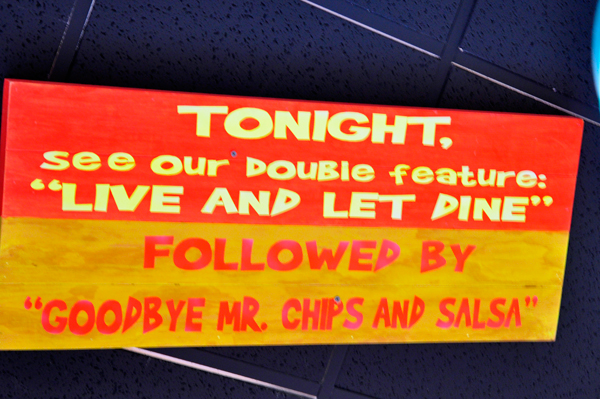 TONIGHT,
see our double feature:
"LIVE AND LET DINE"
FOLLOWED BY
"GOODBYE MR. CHIPS AND SALSA"